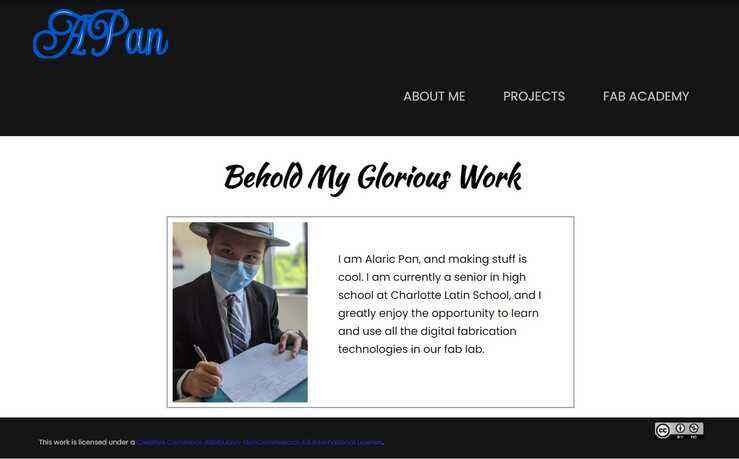 APan
ABOUT ME PROJECTS FAB ACADEMY
Behold My Glorious Work
I am Alaric Pan, and making stuff is
cool. I am currently a senior in high
school at Charlotte Latin School, and I
greatly enjoy the opportunity to learn
and use all the digital fabrication
technologies in our fab lab.
This work is licensed under a Creative Commons Attribution-NonCommercial 4.0 International License.
cc BY NC